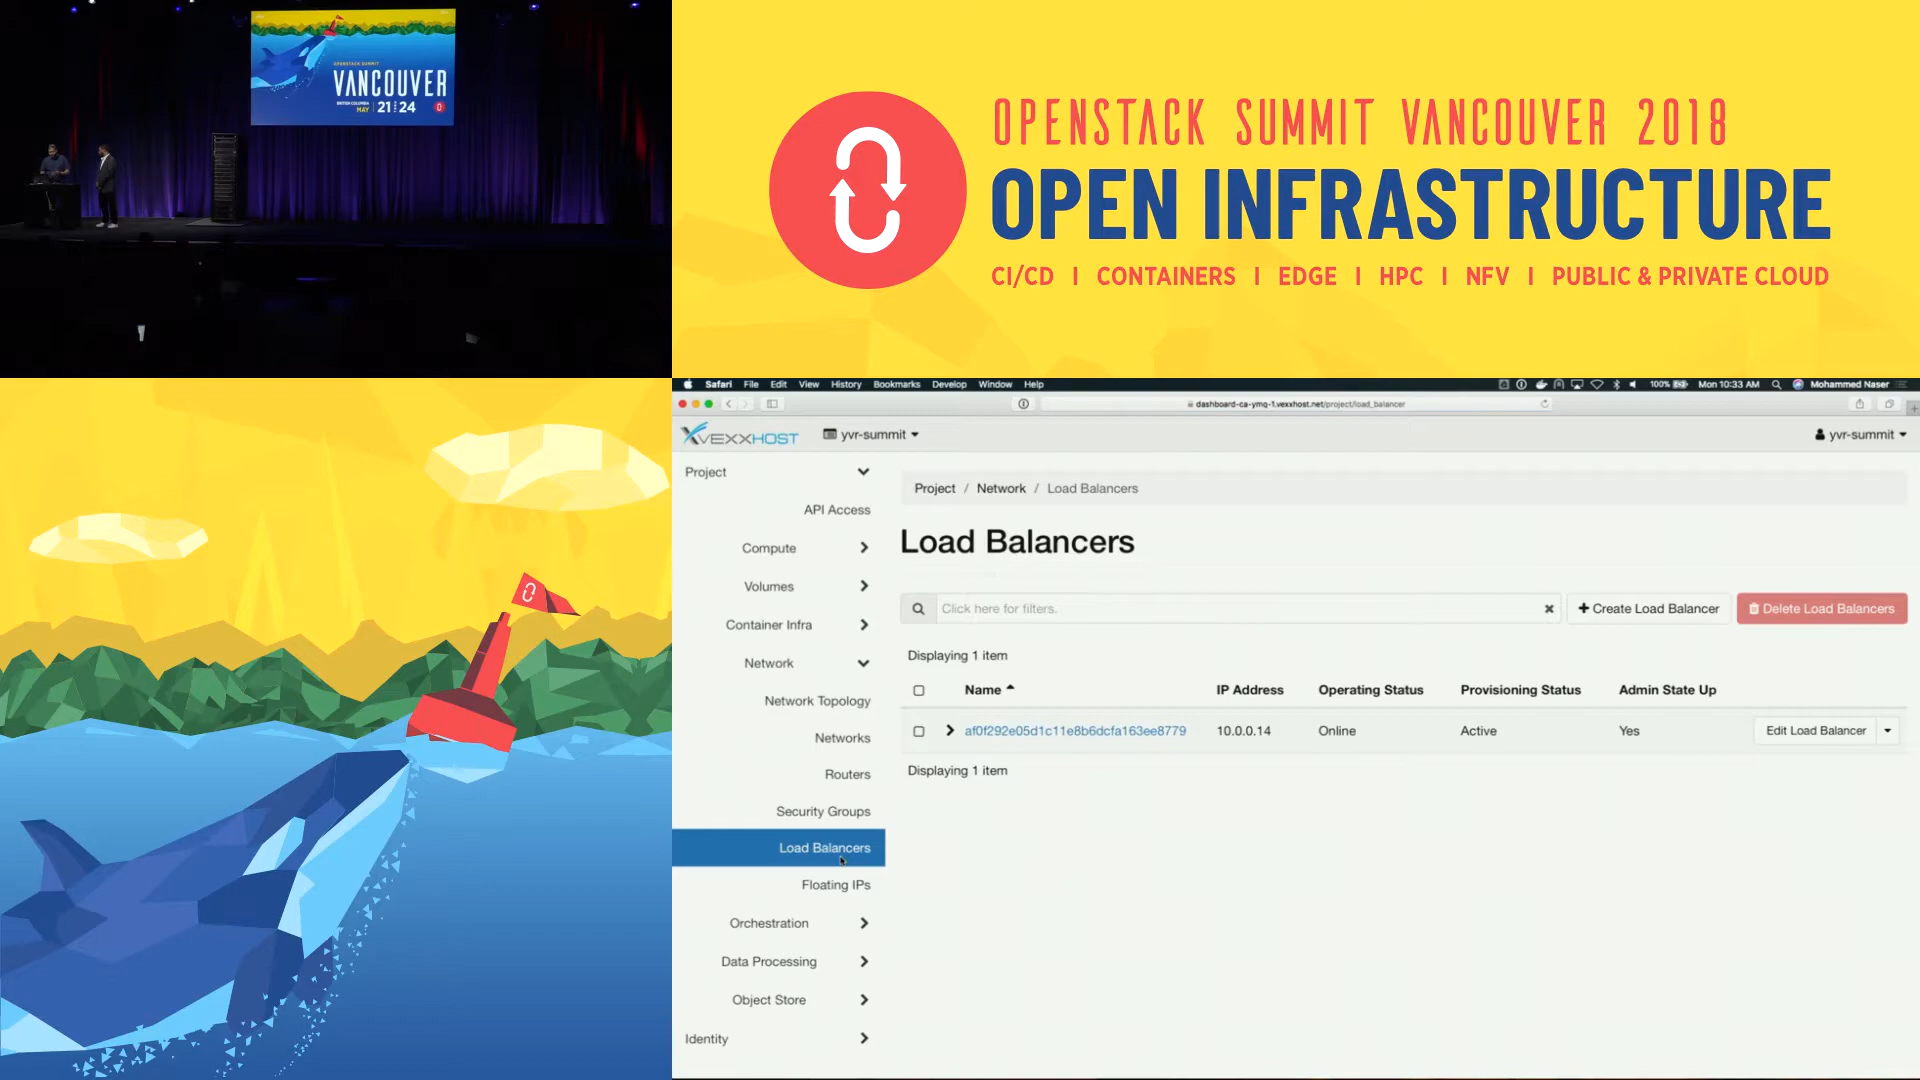 OPENSTACK SUMMIT
VANCOUVER
BRITISH COLUMBIA
MAY
21
24
OPENSTACK SUMMIT VANCOUVER 2018
OPEN INFRASTRUCTURE
CI/CD | CONTAINERS | EDGE | HPC | NFV | PUBLIC & PRIVATE CLOUD
Safari File Edit View History Bookmarks Develop Window Help
100% Mon 10:33 AM Mohammed Naser
dashboard-ca-ymq-1.vexxhost.net/project/load_balancer
VEXXHOST
yvr-summit
yvr-summit
Project
API Access
Compute
Volumes
Container Infra
Network
Network Topology
Networks
Routers
Security Groups
Load Balancers
Floating IPs
Orchestration
Data Processing
Object Store
Identity
Project / Network / Load Balancers
Load Balancers
Click here for filters.
Create Load Balancer
Delete Load Balancers
Displaying 1 item
Name IP Address Operating Status Provisioning Status Admin State Up
af0f292e05d1c11e8b6dcfa163ee8779 10.0.0.14 Online Active Yes Edit Load Balancer
Displaying 1 item